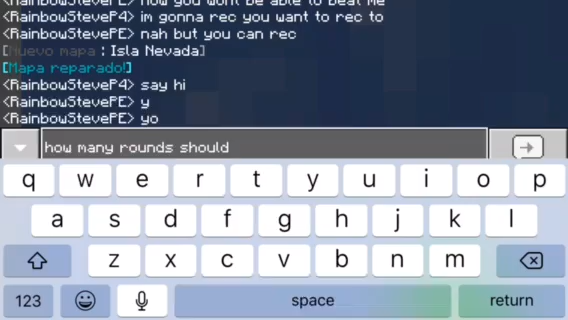 now you wont be able to beat me
<RainbowSteveP4> im gonna rec you want to rec to
<RainbowStevePE> nah but you can rec
[Nuevo mapa : Isla Nevada]
[Mapa reparado!]
<RainbowSteveP4> say hi
<RainbowStevePE> y
<RainbowStevePE> yo
how many rounds should
q w e r t y u i o p
a s d f g h j k l
z x c v b n m
123 space return